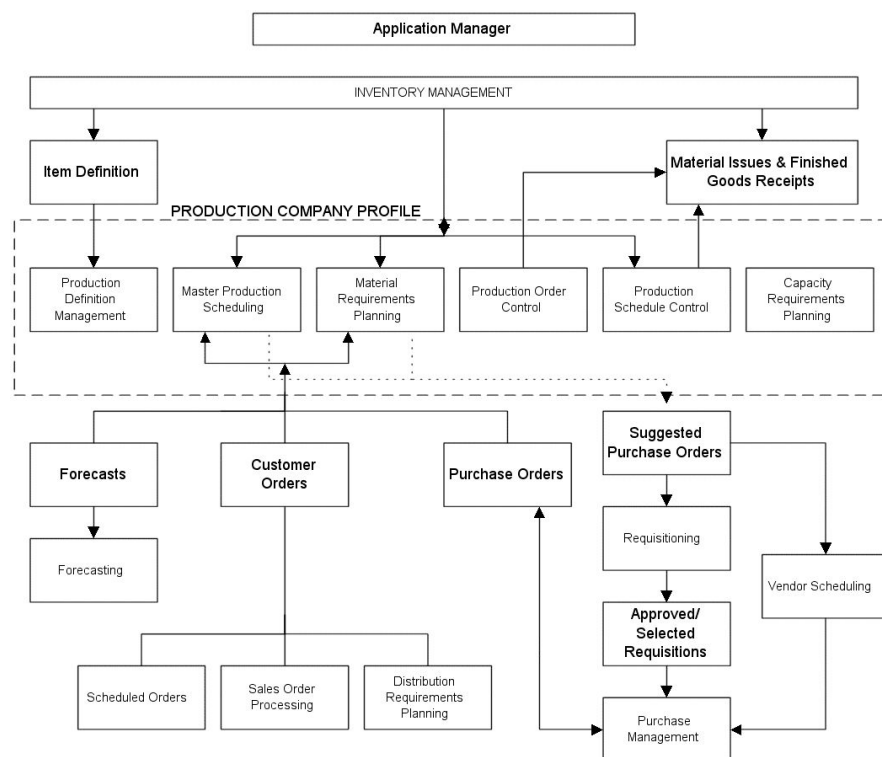 Application Manager
INVENTORY MANAGEMENT
Item Definition
Material Issues & Finished
Goods Receipts
PRODUCTION COMPANY PROFILE
Production
Definition
Management
Master Production
Scheduling
Material
Requirements
Planning
Production Order
Control
Production
Schedule Control
Capacity
Requirements
Planning
Forecasts
Customer
Orders
Purchase Orders
Suggested
Purchase Orders
Forecasting
Requisitioning
Vendor Scheduling
Approved/
Selected
Requisitions
Scheduled Orders
Sales Order
Processing
Distribution
Requirements
Planning
Purchase
Management